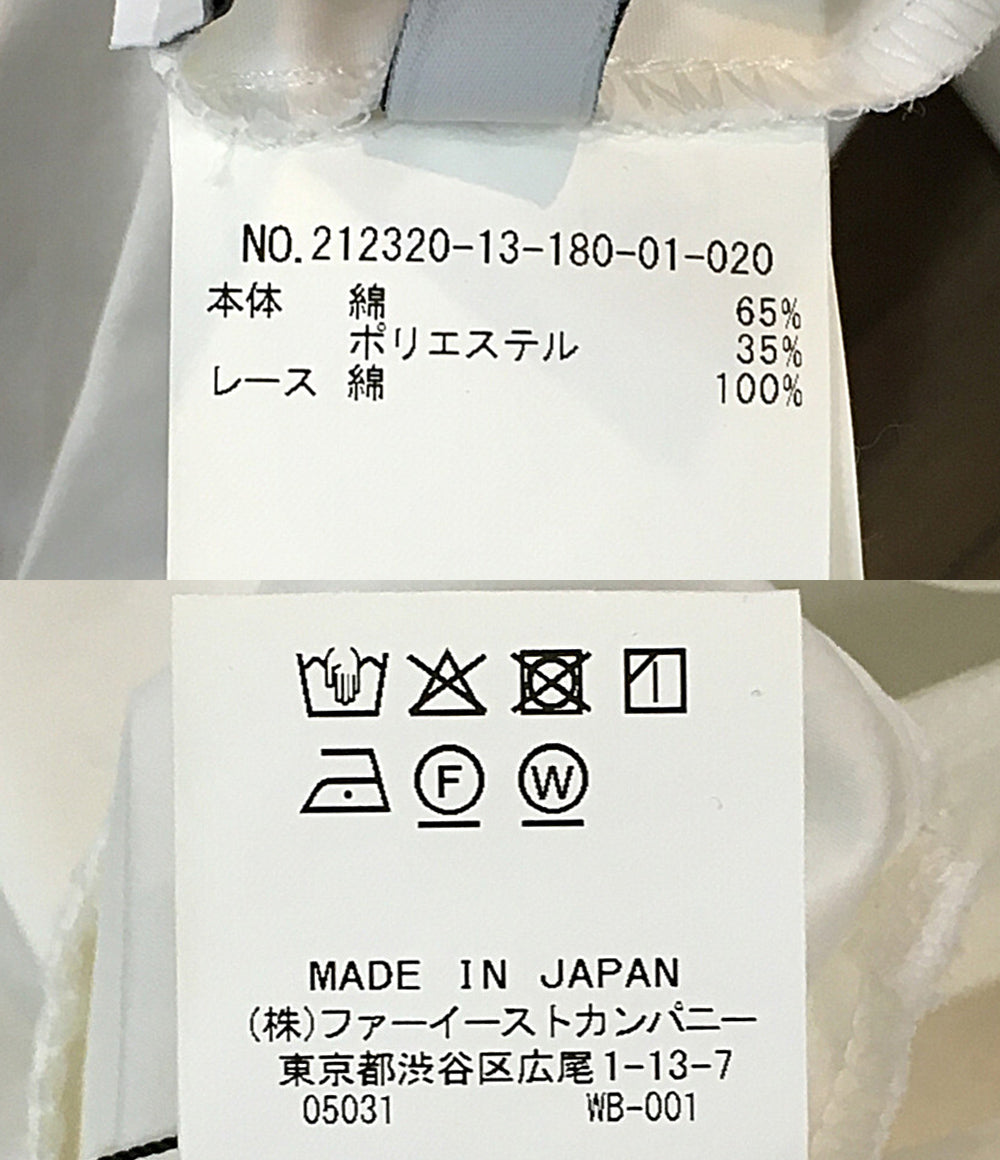 NO.212320-13-180-01-020
本体 綿 65%
ポリエステル 35%
レース 綿 100%
F W
MADE IN JAPAN
(株)ファーイーストカンパニー
東京都渋谷区広尾1-13-7
05031 WB-001